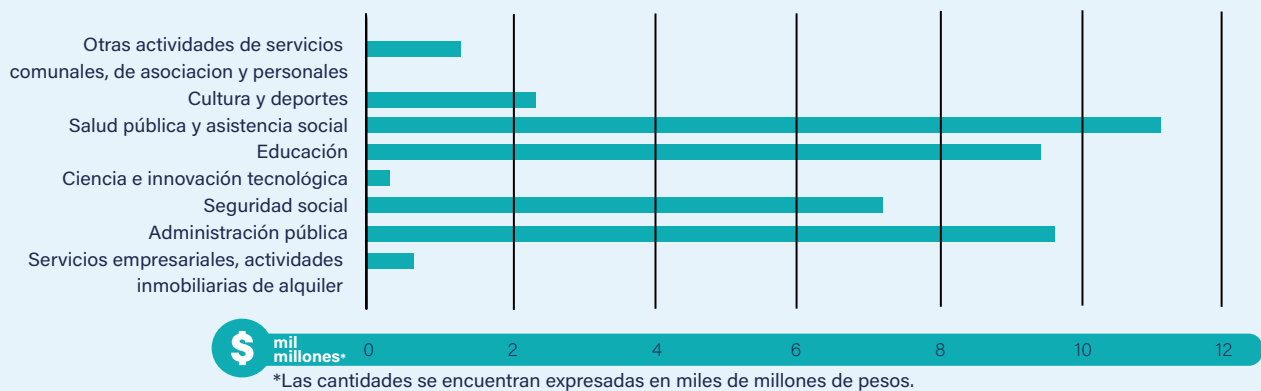 Otras actividades de servicios
comunales, de asociacion y personales
Cultura y deportes
Salud pública y asistencia social
Educación
Ciencia e innovación tecnológica
Seguridad social
Administración pública
Servicios empresariales, actividades
inmobiliarias de alquiler
$ mil
millones*
0 2 4 6 8 10 12
*Las cantidades se encuentran expresadas en miles de millones de pesos.